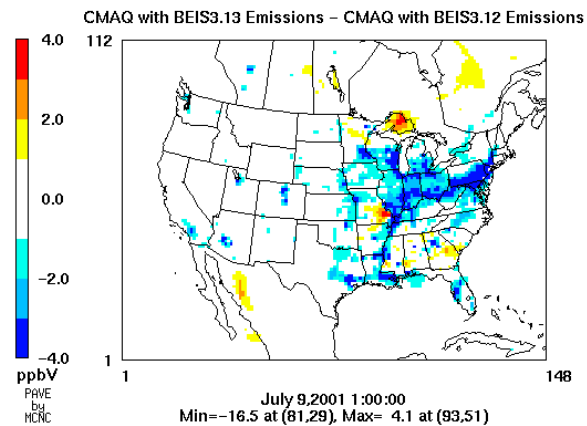 CMAQ with BEIS3.13 Emissions – CMAQ with BEIS3.12 Emissions
4.0
2.0
0.0
−2.0
−4.0
ppbV
PAVE
by
MCNC
112
1
1
148
July 9,2001 1:00:00
Min=−16.5 at (81,29), Max= 4.1 at (93,51)